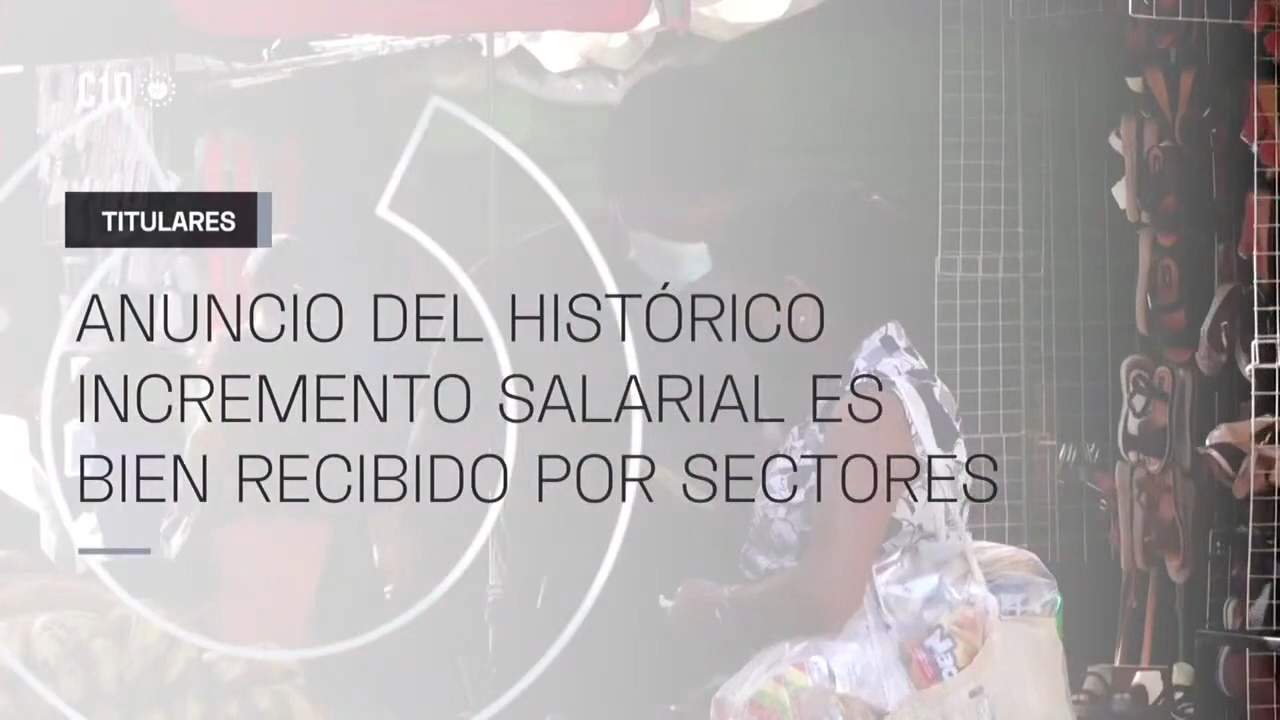 C10
TITULARES
ANUNCIO DEL HISTÓRICO
INCREMENTO SALARIAL ES
BIEN RECIBIDO POR SECTORES